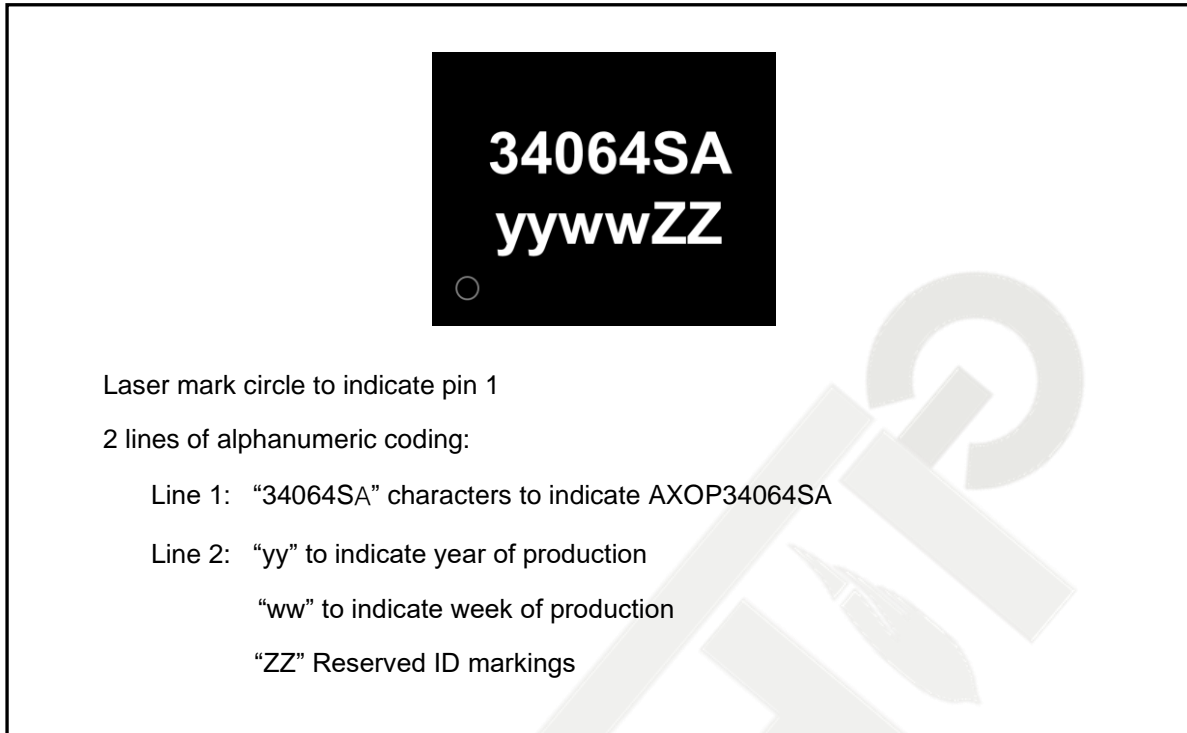 34064SA
yywwZZ
Laser mark circle to indicate pin 1
2 lines of alphanumeric coding:
Line 1: “34064SA” characters to indicate AXOP34064SA
Line 2: “yy” to indicate year of production
“ww” to indicate week of production
“ZZ” Reserved ID markings